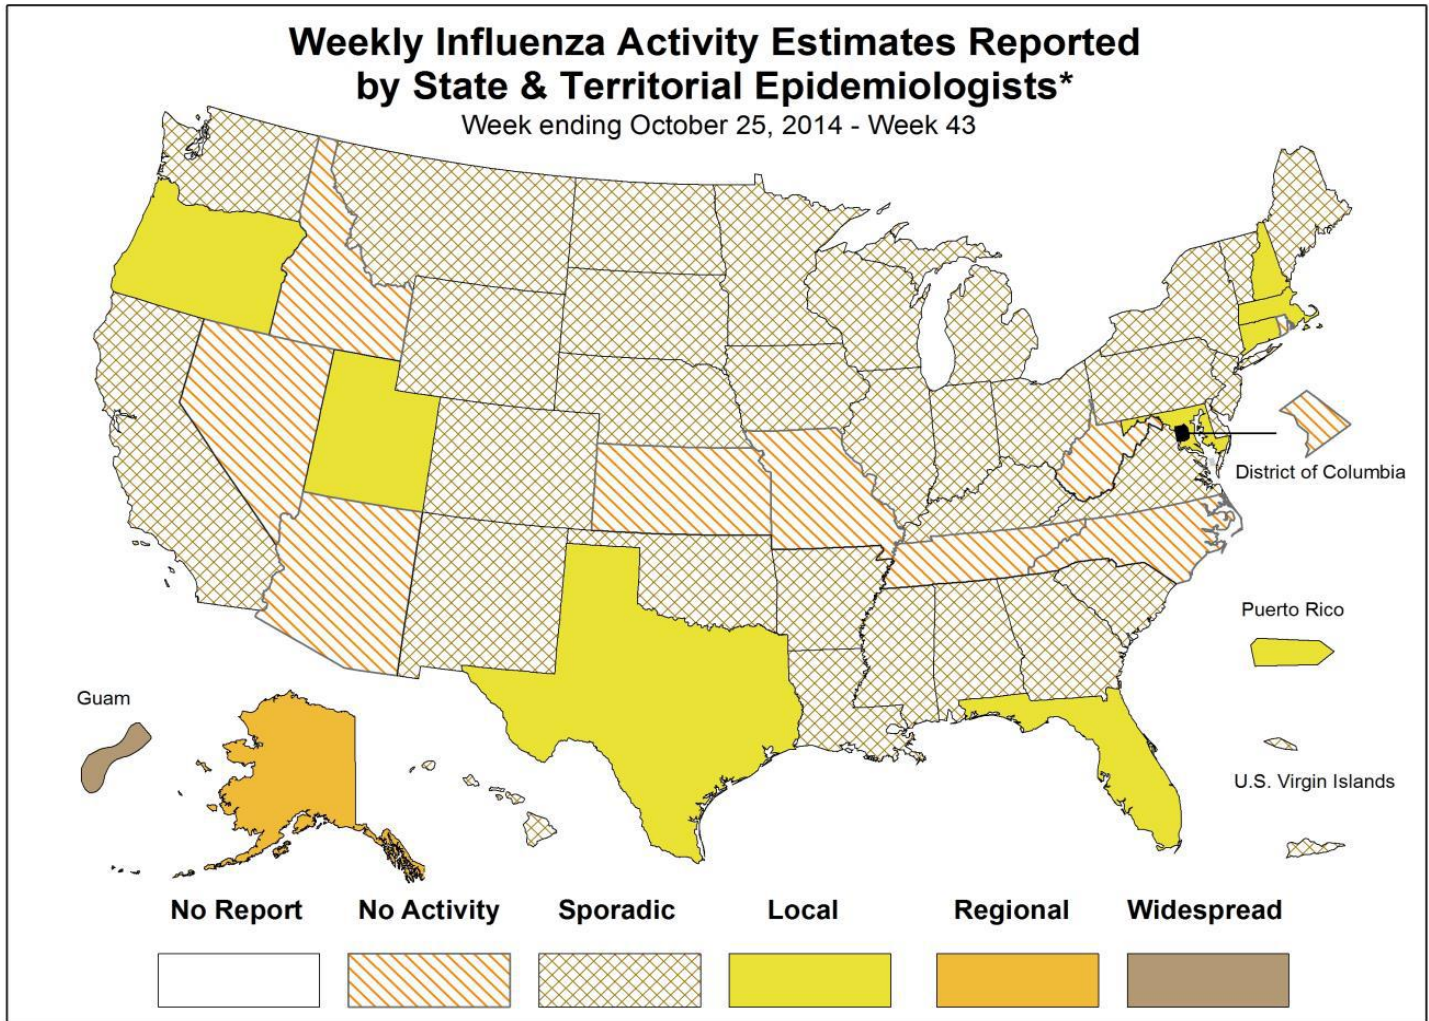 Weekly Influenza Activity Estimates Reported
by State & Territorial Epidemiologists*
Week ending October 25, 2014 - Week 43
District of Columbia
Puerto Rico
Guam
U.S. Virgin Islands
No Report No Activity Sporadic Local Regional Widespread